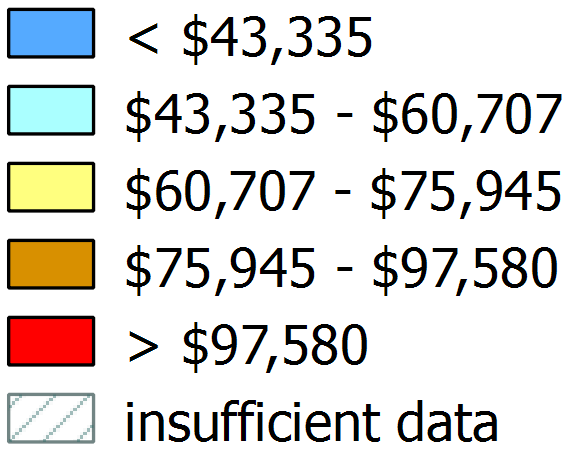 < $43,335
$43,335 - $60,707
$60,707 - $75,945
$75,945 - $97,580
> $97,580
insufficient data